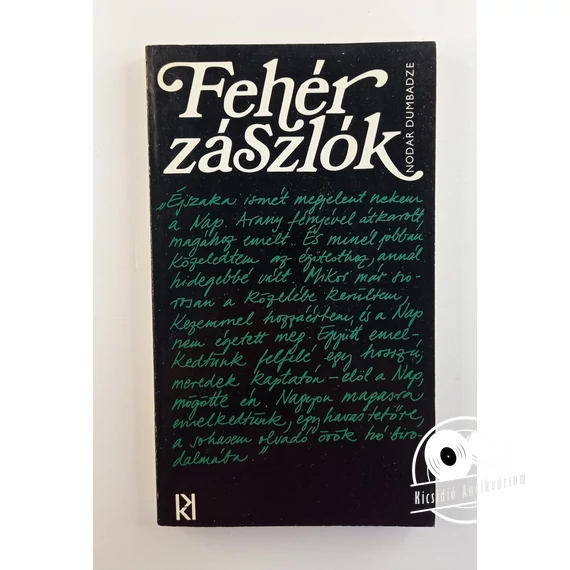 Fehér
zászlók
NODAR DUMBADZE
„Éjszaka ismét megjelent nekem
a Nap. Arany fényével átkarolt,
magához emelt. És minél jobban
közeledtem az égitesthez, annál
hidegebbé vált. Mikor már szo-
rosan a közelébe kerültem,
kezemmel hozzáértem, és a Nap
nem égetett meg. Együtt emel-
kedtünk felfelé egy hosszú,
meredek kaptatón – elöl a Nap,
mögötte én. Nagyon magasra
emelkedtünk, egy havas tetőre,
a sohasem olvadó örök hó biro-
dalmába."
Kicsidió Antikvárium